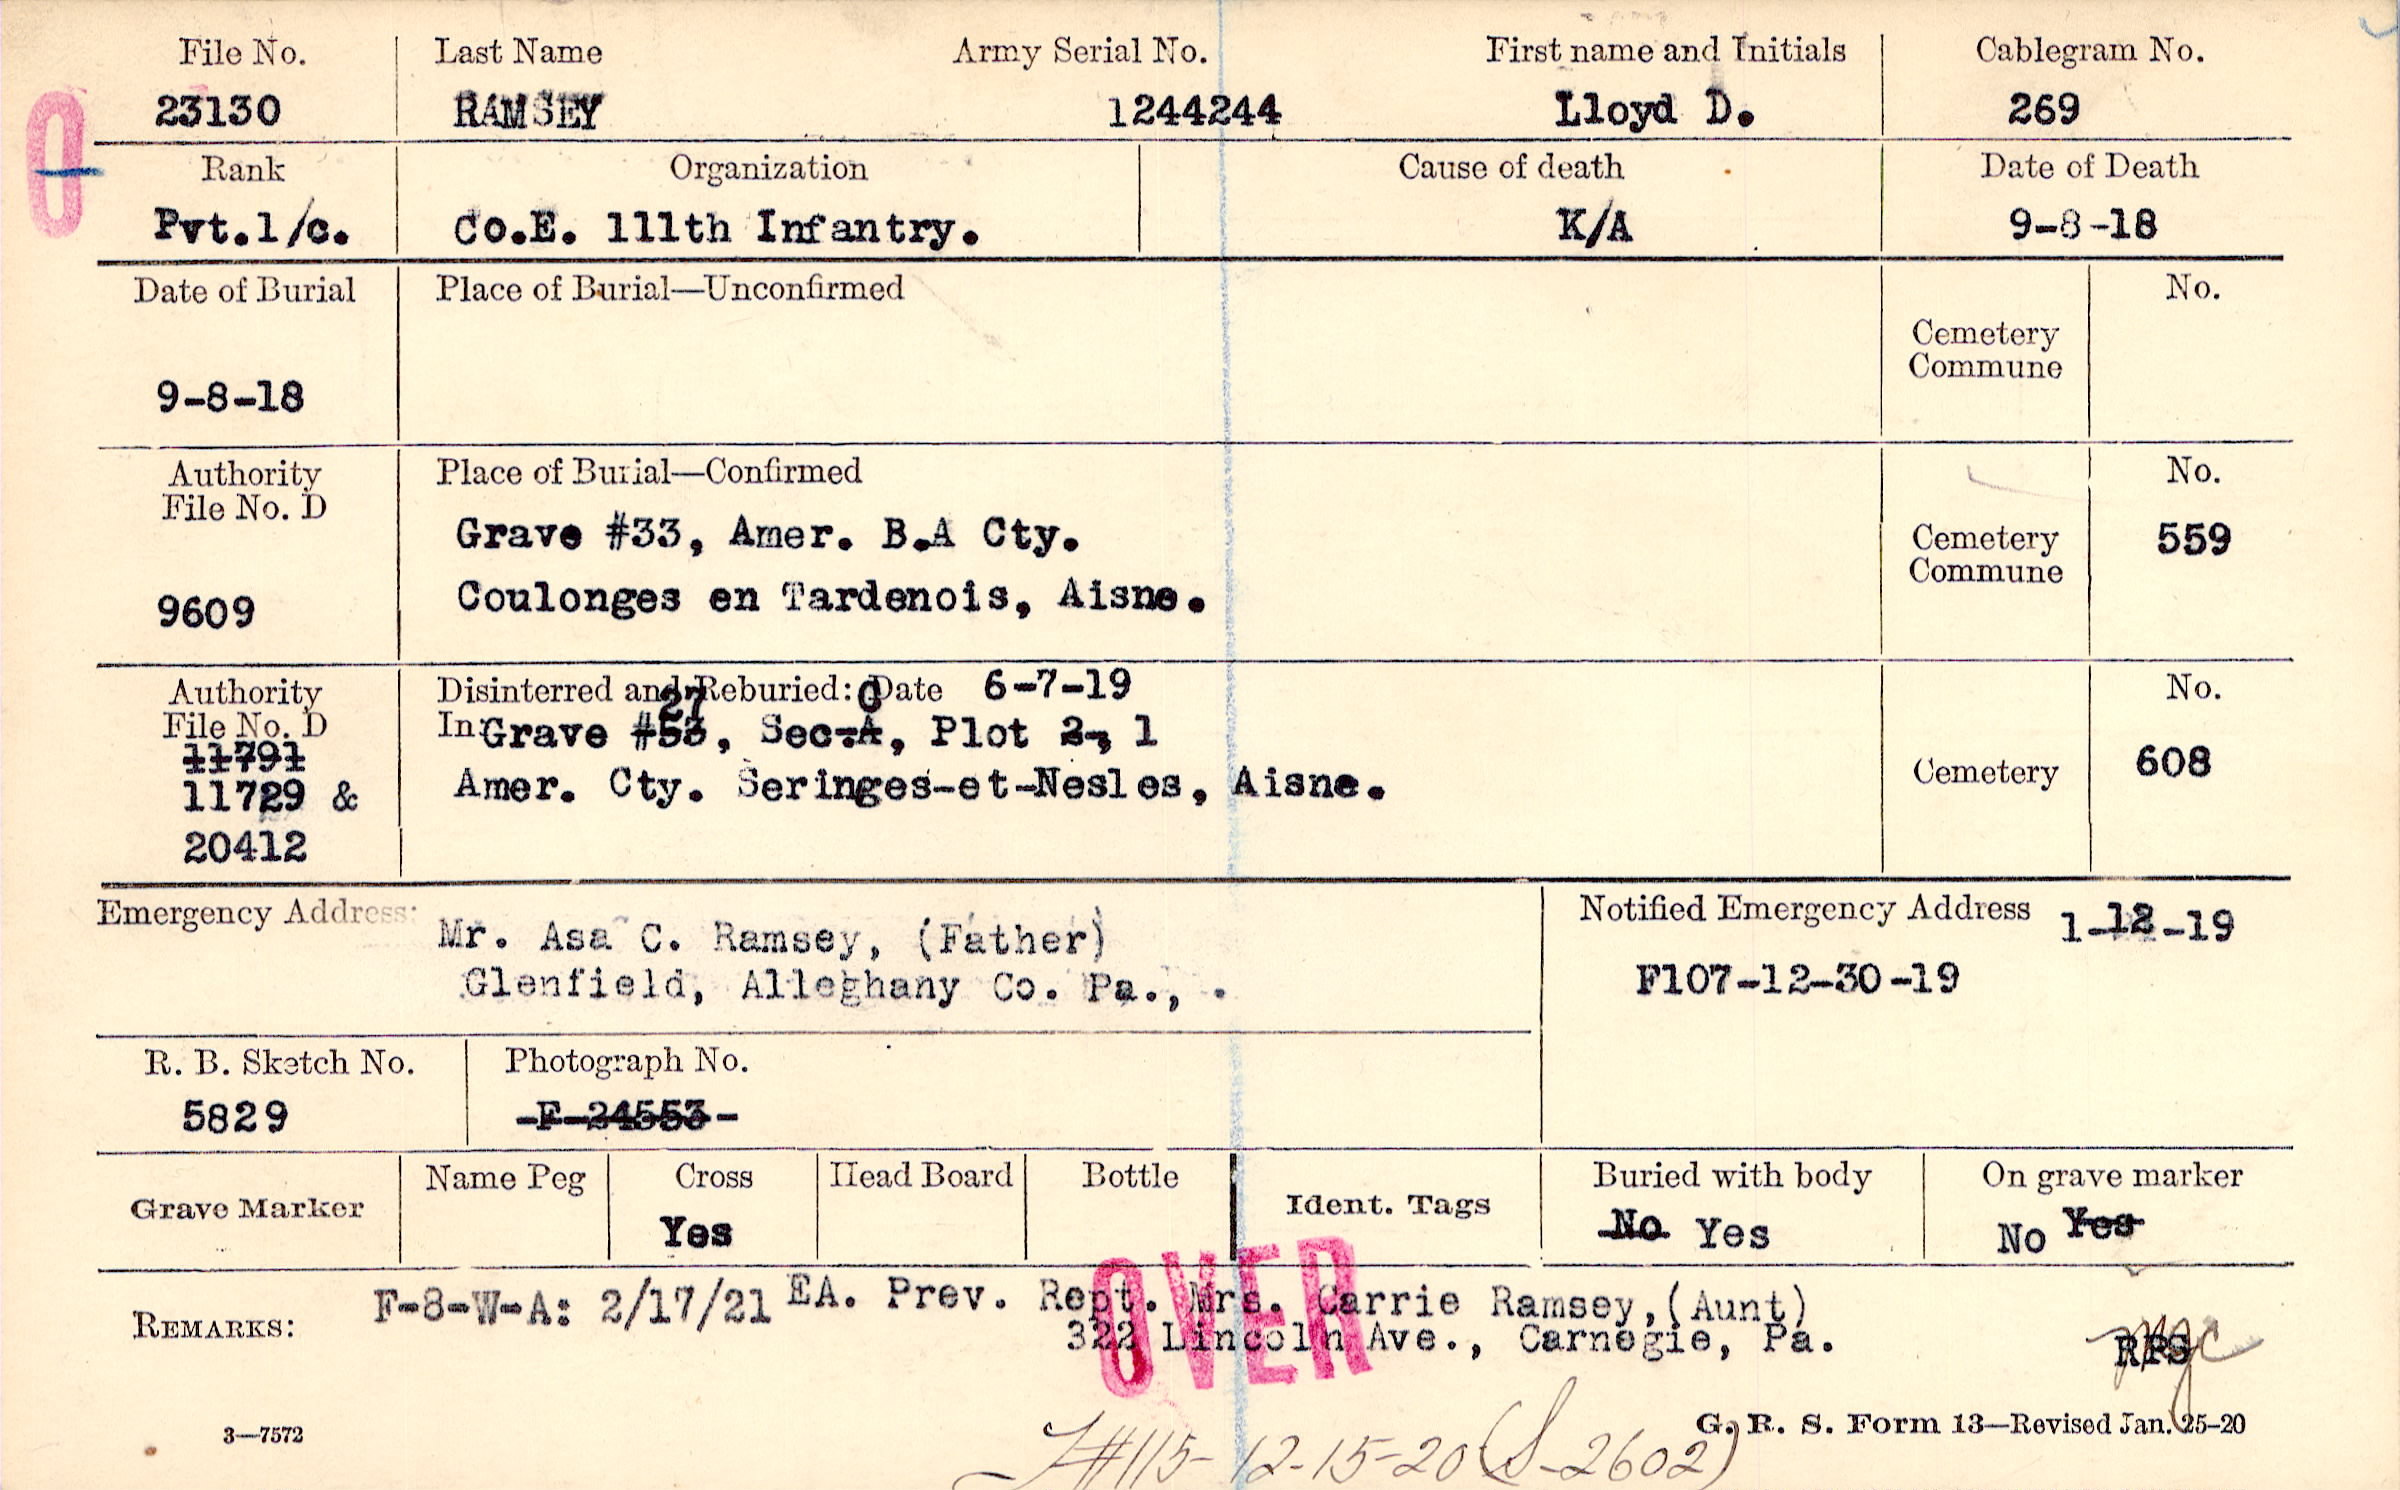 File No. Last Name Army Serial No. First name and Initials Cablegram No.
23130 RAMSEY 1244244 Lloyd D. 269
O
Rank Organization Cause of death Date of Death
Pvt.1/c. Co.E. 111th Infantry. K/A 9-8-18
Date of Burial Place of Burial—Unconfirmed No.
Cemetery
Commune
9-8-18
Authority Place of Burial—Confirmed No.
File No. D
Grave #33, Amer. B.A Cty. Cemetery 559
Commune
Coulonges en Tardenois, Aisne.
9609
Authority Disinterred and Reburied: Date 6-7-19 No.
27 G
File No. D In: Grave #53, Sec.A, Plot 2, 1
11791 Cemetery 608
11729 & Amer. Cty. Seringes-et-Nesles, Aisne.
20412
Emergency Address: Mr. Asa C. Ramsey, (Father) Notified Emergency Address 1-12-19
Glenfield, Alleghany Co. Pa., . F107-12-30-19
R. B. Sketch No. Photograph No.
5829 -F-24553-
Grave Marker Name Peg Cross Head Board Bottle Ident. Tags Buried with body On grave marker
Yes No Yes No Yes
REMARKS: F-8-W-A: 2/17/21 EA. Prev. Rept. Mrs. Carrie Ramsey,(Aunt)
322 Lincoln Ave., Carnegie, Pa. RPS
OVER
3—7572 G. R. S. Form 13—Revised Jan. 25-20
#115- 12-15-20 (S-2602)